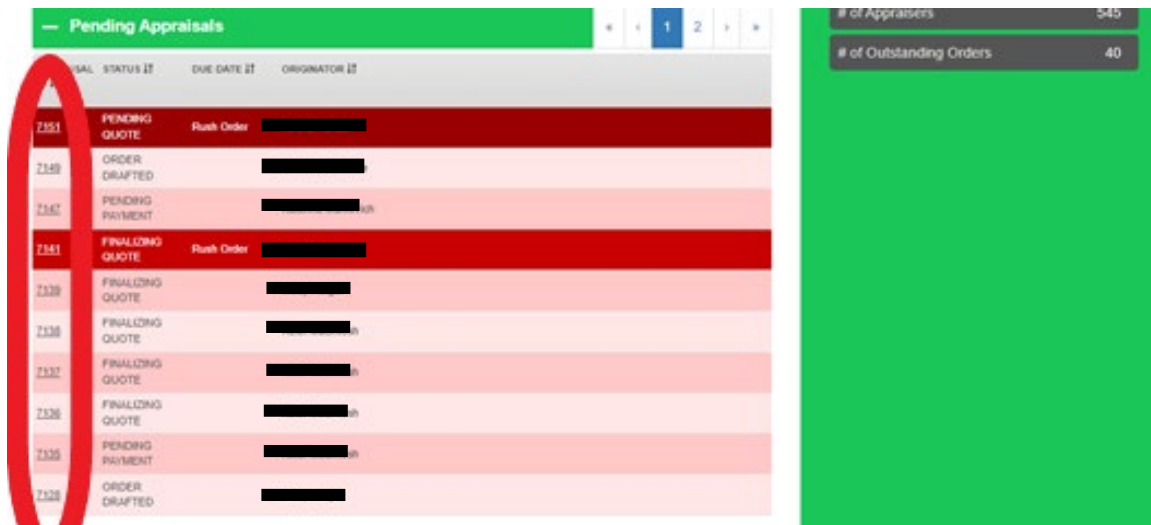 — Pending Appraisals « ‹ 1 2 › »
USAL STATUS DUE DATE ORIGINATOR
7151 PENDING QUOTE Rush Order
7149 ORDER DRAFTED
7147 PENDING PAYMENT
7141 FINALIZING QUOTE Rush Order
7139 FINALIZING QUOTE
7138 FINALIZING QUOTE
7137 FINALIZING QUOTE
7136 FINALIZING QUOTE
7135 PENDING PAYMENT
7128 ORDER DRAFTED
# of Appraisers 545
# of Outstanding Orders 40